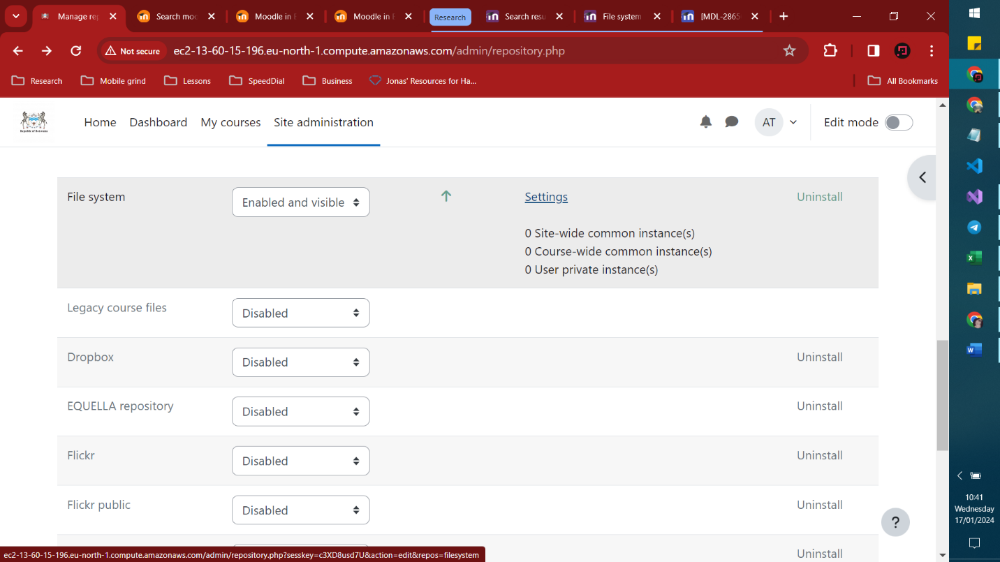 Manage rep
Search moo
Moodle in E
Moodle in E
Research
Search resu
File system
[MDL-2865
Not secure
ec2-13-60-15-196.eu-north-1.compute.amazonaws.com/admin/repository.php
Research
Mobile grind
Lessons
SpeedDial
Business
Jonas' Resources for Ha...
All Bookmarks
Republic of Botswana
Home
Dashboard
My courses
Site administration
AT
Edit mode
File system
Enabled and visible
Settings
Uninstall
0 Site-wide common instance(s)
0 Course-wide common instance(s)
0 User private instance(s)
Legacy course files
Disabled
Dropbox
Disabled
Uninstall
EQUELLA repository
Disabled
Uninstall
Flickr
Disabled
Uninstall
Flickr public
Disabled
Uninstall
?
Uninstall
ec2-13-60-15-196.eu-north-1.compute.amazonaws.com/admin/repository.php?sesskey=c3XD8usd7U&action=edit&repos=filesystem
10:41
Wednesday
17/01/2024